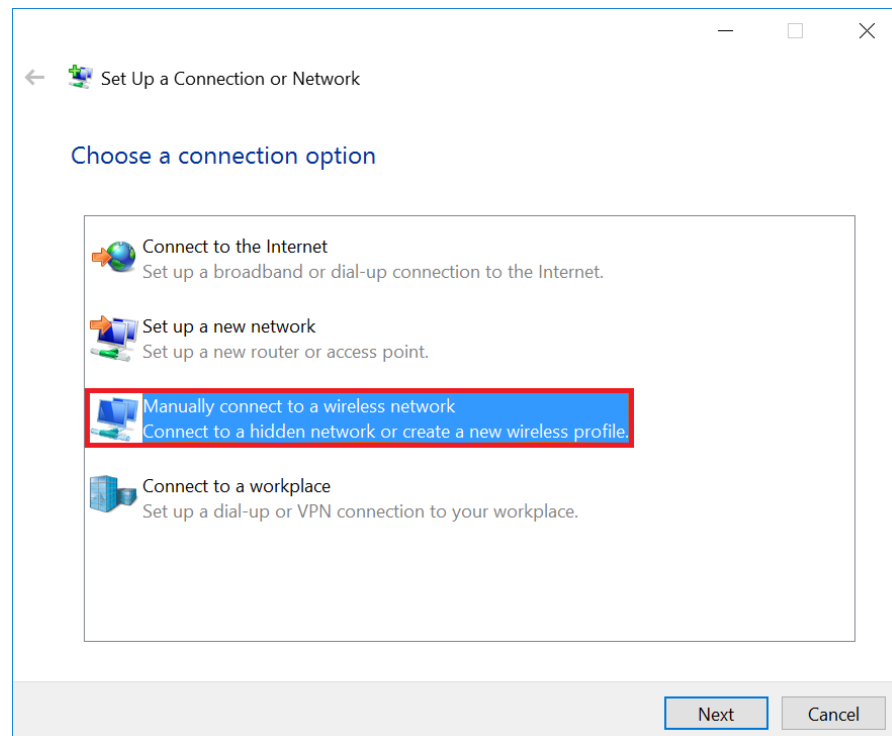 Set Up a Connection or Network
Choose a connection option
Connect to the Internet
Set up a broadband or dial-up connection to the Internet.
Set up a new network
Set up a new router or access point.
Manually connect to a wireless network
Connect to a hidden network or create a new wireless profile.
Connect to a workplace
Set up a dial-up or VPN connection to your workplace.
Next Cancel